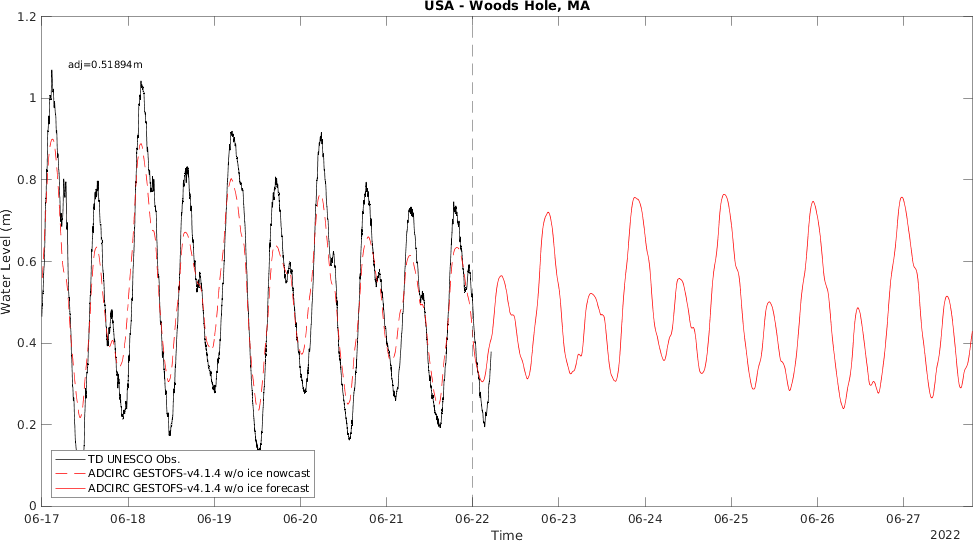 USA - Woods Hole, MA
adj=0.51894m
1.2
1
0.8
0.6
0.4
0.2
0
Water Level (m)
TD UNESCO Obs.
ADCIRC GESTOFS-v4.1.4 w/o ice nowcast
ADCIRC GESTOFS-v4.1.4 w/o ice forecast
06-17 06-18 06-19 06-20 06-21 06-22 06-23 06-24 06-25 06-26 06-27
Time
2022